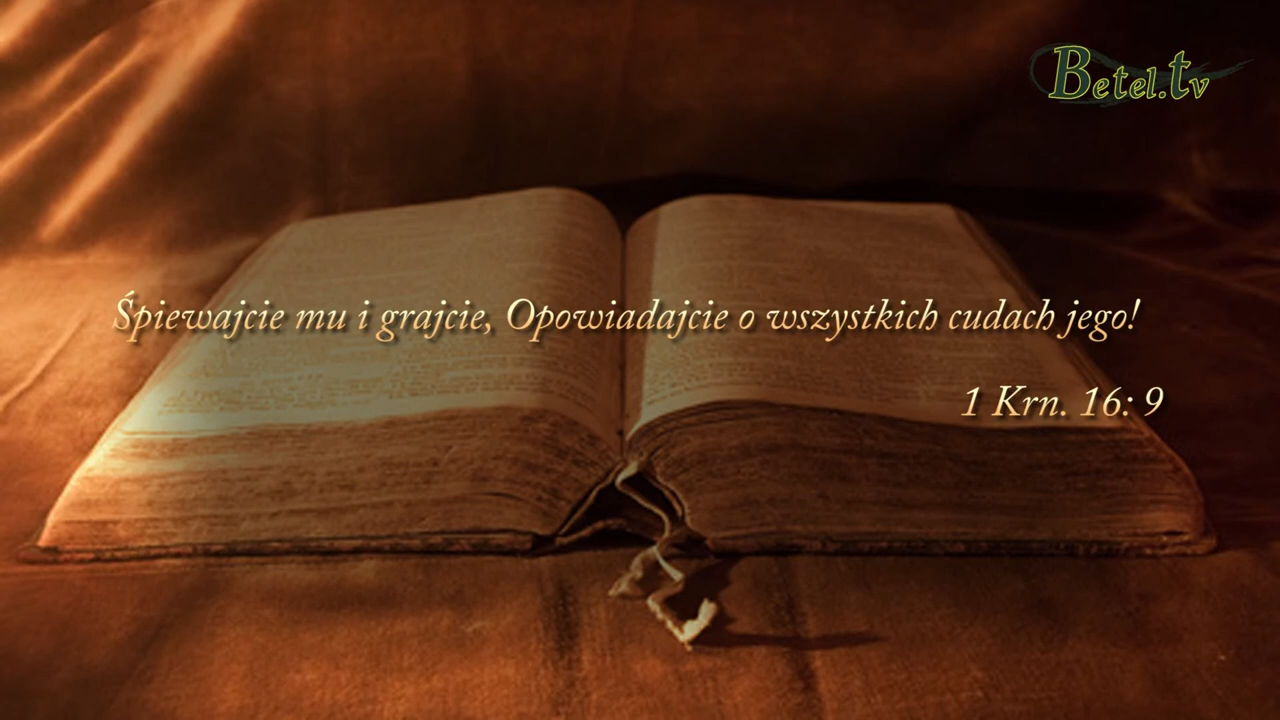 Betel.tv
Śpiewajcie mu i grajcie, Opowiadajcie o wszystkich cudach jego!
1 Krn. 16: 9